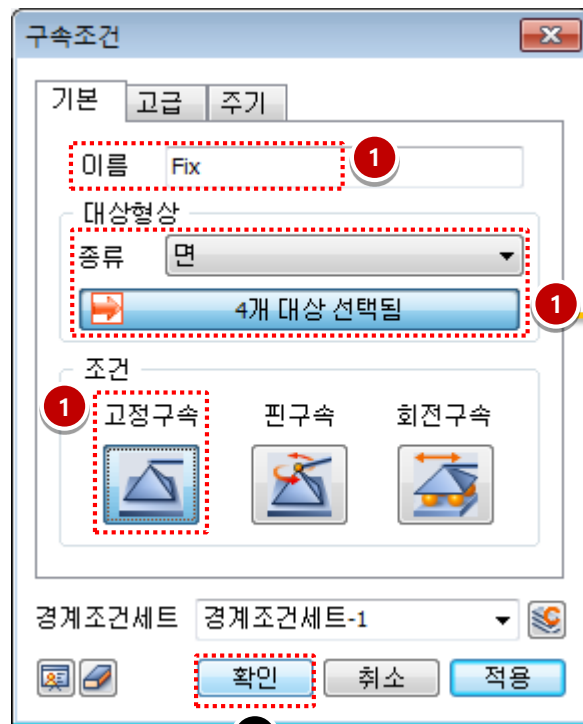 구속조건
기본 고급 주기
이름 Fix 1
대상형상
종류 면
4개 대상 선택됨 1
조건
1 고정구속 핀구속 회전구속
경계조건세트 경계조건세트-1
확인 취소 적용